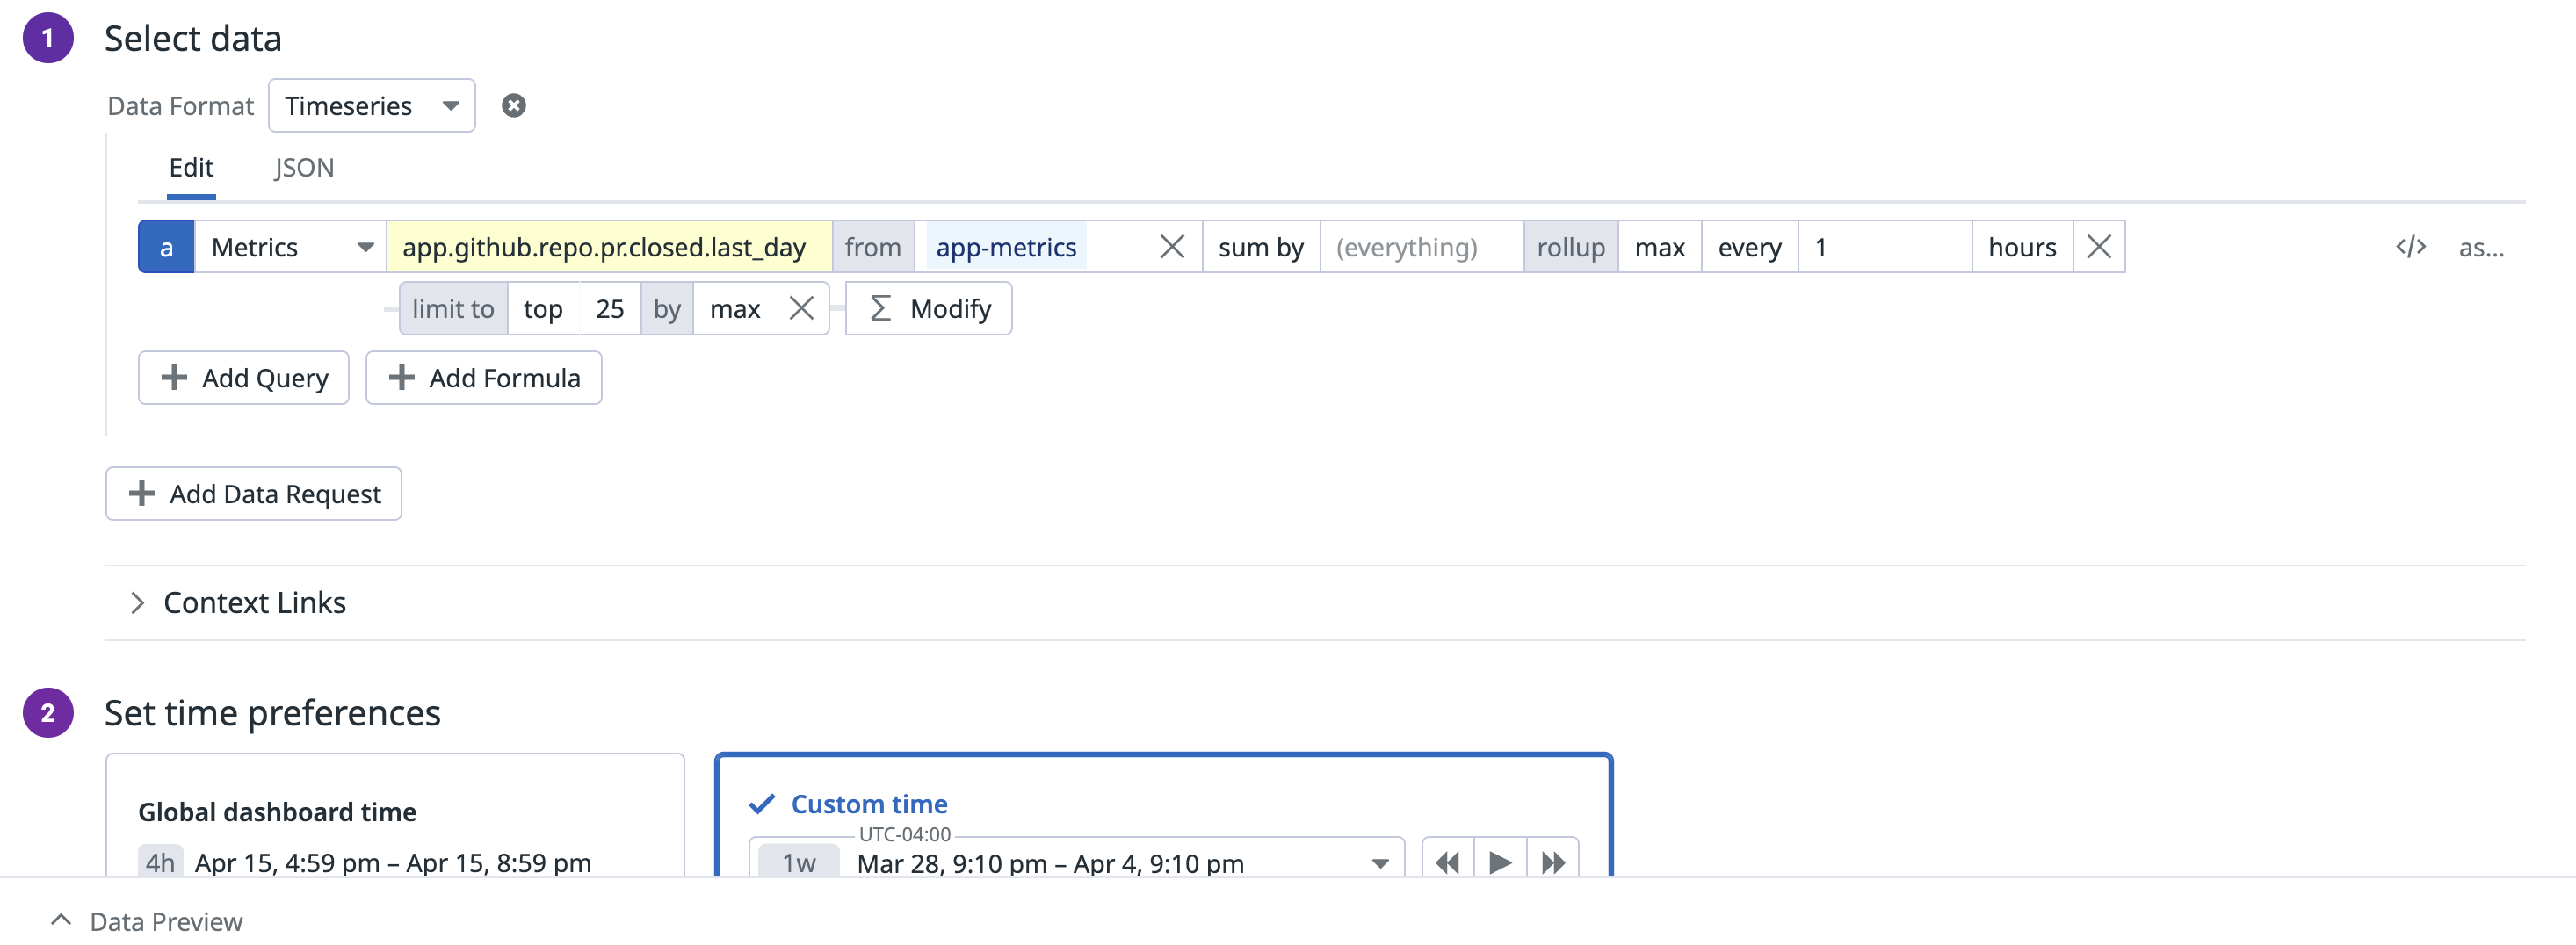 1 Select data
Data Format Timeseries
Edit JSON
a Metrics app.github.repo.pr.closed.last_day from app-metrics sum by (everything) rollup max every 1 hours </> as...
limit to top 25 by max Σ Modify
Add Query Add Formula
Add Data Request
Context Links
2 Set time preferences
Global dashboard time
4h Apr 15, 4:59 pm – Apr 15, 8:59 pm
Custom time
UTC-04:00
1w Mar 28, 9:10 pm – Apr 4, 9:10 pm
Data Preview